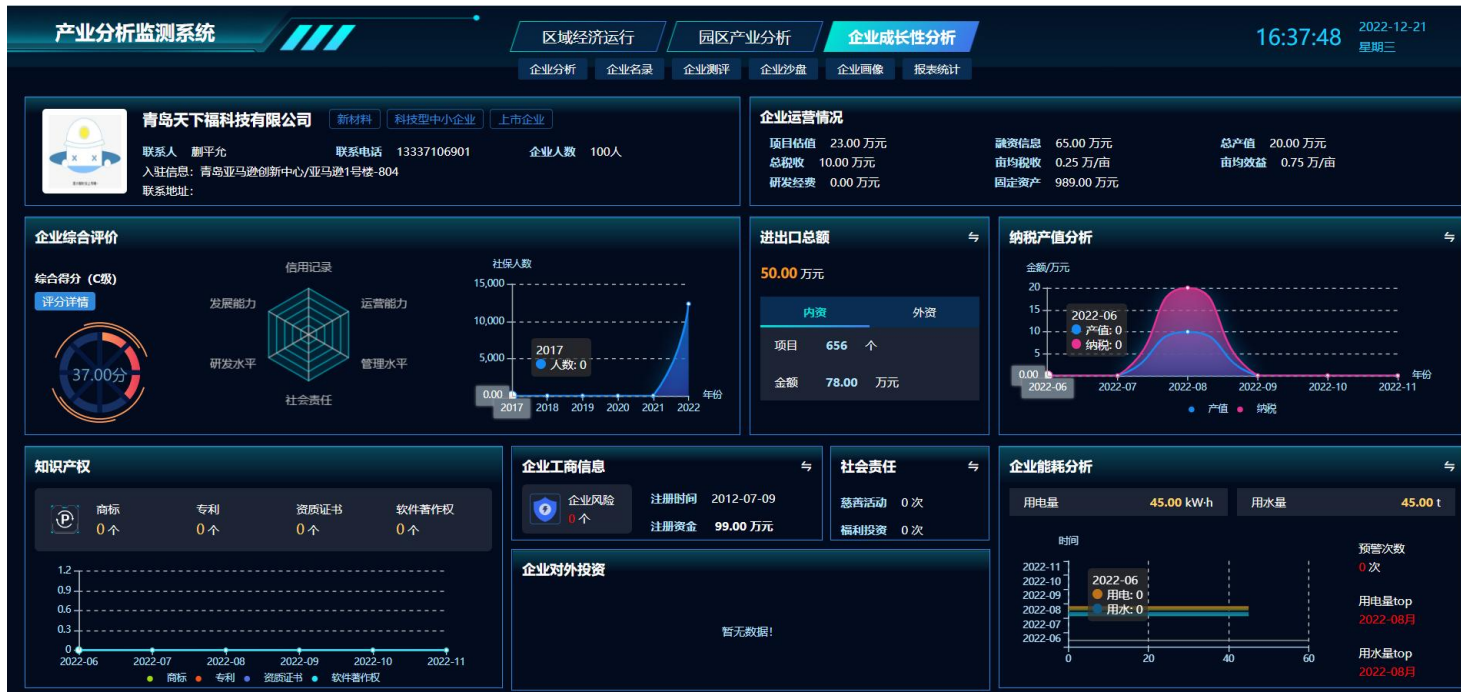 产业分析监测系统
区域经济运行 园区产业分析 企业成长性分析
16:37:48 2022-12-21
星期三
企业分析 企业名录 企业测评 企业沙盘 企业画像 报表统计
青岛天下福科技有限公司 新材料 科技型中小企业 上市企业
联系人 蒯平允 联系电话 13337106901 企业人数 100人
入驻信息：青岛亚马逊创新中心/亚马逊1号楼-804
联系地址：
企业运营情况
项目估值 23.00 万元 融资信息 65.00 万元 总产值 20.00 万元
总税收 10.00 万元 亩均税收 0.25 万/亩 亩均效益 0.75 万/亩
研发经费 0.00 万元 固定资产 989.00 万元
企业综合评价
综合得分（C级）
评分详情
37.00分
信用记录
发展能力 运营能力
研发水平 管理水平
社会责任
社保人数
15,000
10,000
5,000
0.00
2017
人数: 0
2017 2018 2019 2020 2021 2022 年份
进出口总额 ⇋
50.00 万元
内资 外资
项目 656 个
金额 78.00 万元
纳税产值分析 ⇋
金额/万元
20
15
10
5
0.00
2022-06
产值: 0
纳税: 0
2022-06 2022-07 2022-08 2022-09 2022-10 2022-11 年份
产值 纳税
知识产权
商标 专利 资质证书 软件著作权
0 个 0 个 0 个 0 个
1.2
0.9
0.6
0.3
0
2022-06 2022-07 2022-08 2022-09 2022-10 2022-11
商标 专利 资质证书 软件著作权
企业工商信息 ⇋
企业风险
0 个
注册时间 2012-07-09
注册资金 99.00 万元
社会责任 ⇋
慈善活动 0 次
福利投资 0 次
企业对外投资
暂无数据!
企业能耗分析 ⇋
用电量 45.00 kW·h 用水量 45.00 t
时间
2022-11
2022-10
2022-09
2022-08
2022-07
2022-06
2022-06
用电: 0
用水: 0
0 20 40 60
预警次数
0 次
用电量top
2022-08月
用水量top
2022-08月